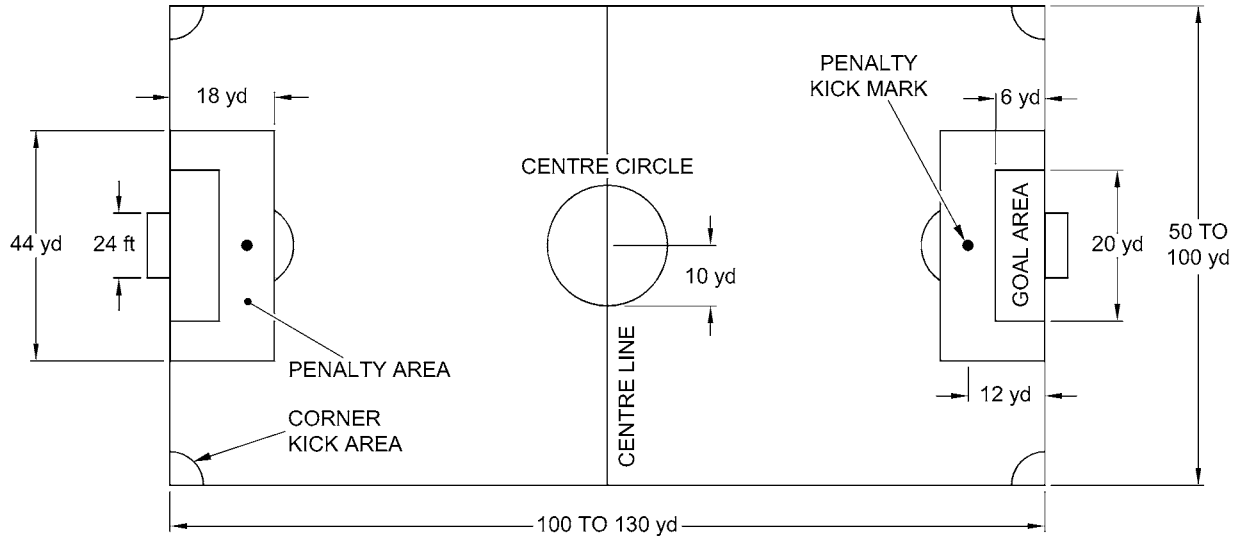 PENALTY
KICK MARK
18 yd
6 yd
CENTRE CIRCLE
44 yd
24 ft
10 yd
GOAL AREA
20 yd
50 TO
100 yd
PENALTY AREA
CENTRE LINE
12 yd
CORNER
KICK AREA
100 TO 130 yd